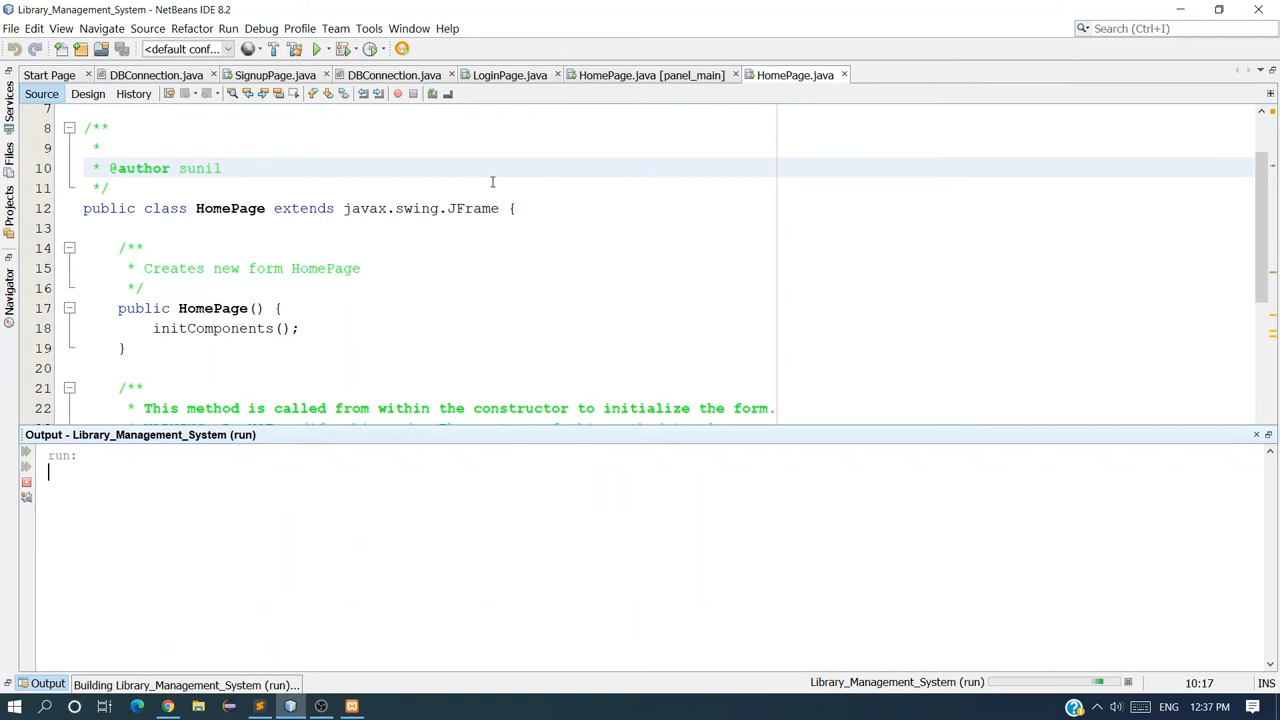 Library_Management_System - NetBeans IDE 8.2
File Edit View Navigate Source Refactor Run Debug Profile Team Tools Window Help
Search (Ctrl+I)
<default conf...
Start Page DBConnection.java SignupPage.java DBConnection.java LoginPage.java HomePage.java [panel_main] HomePage.java
Source Design History
Services
Files
Projects
Navigator
7
8 /**
9 *
10 * @author sunil
11 */
12 public class HomePage extends javax.swing.JFrame {
13
14 /**
15 * Creates new form HomePage
16 */
17 public HomePage() {
18 initComponents();
19 }
20
21 /**
22 * This method is called from within the constructor to initialize the form.
Output - Library_Management_System (run)
run:
Output Building Library_Management_System (run)... Library_Management_System (run) 10:17 INS
ENG 12:37 PM